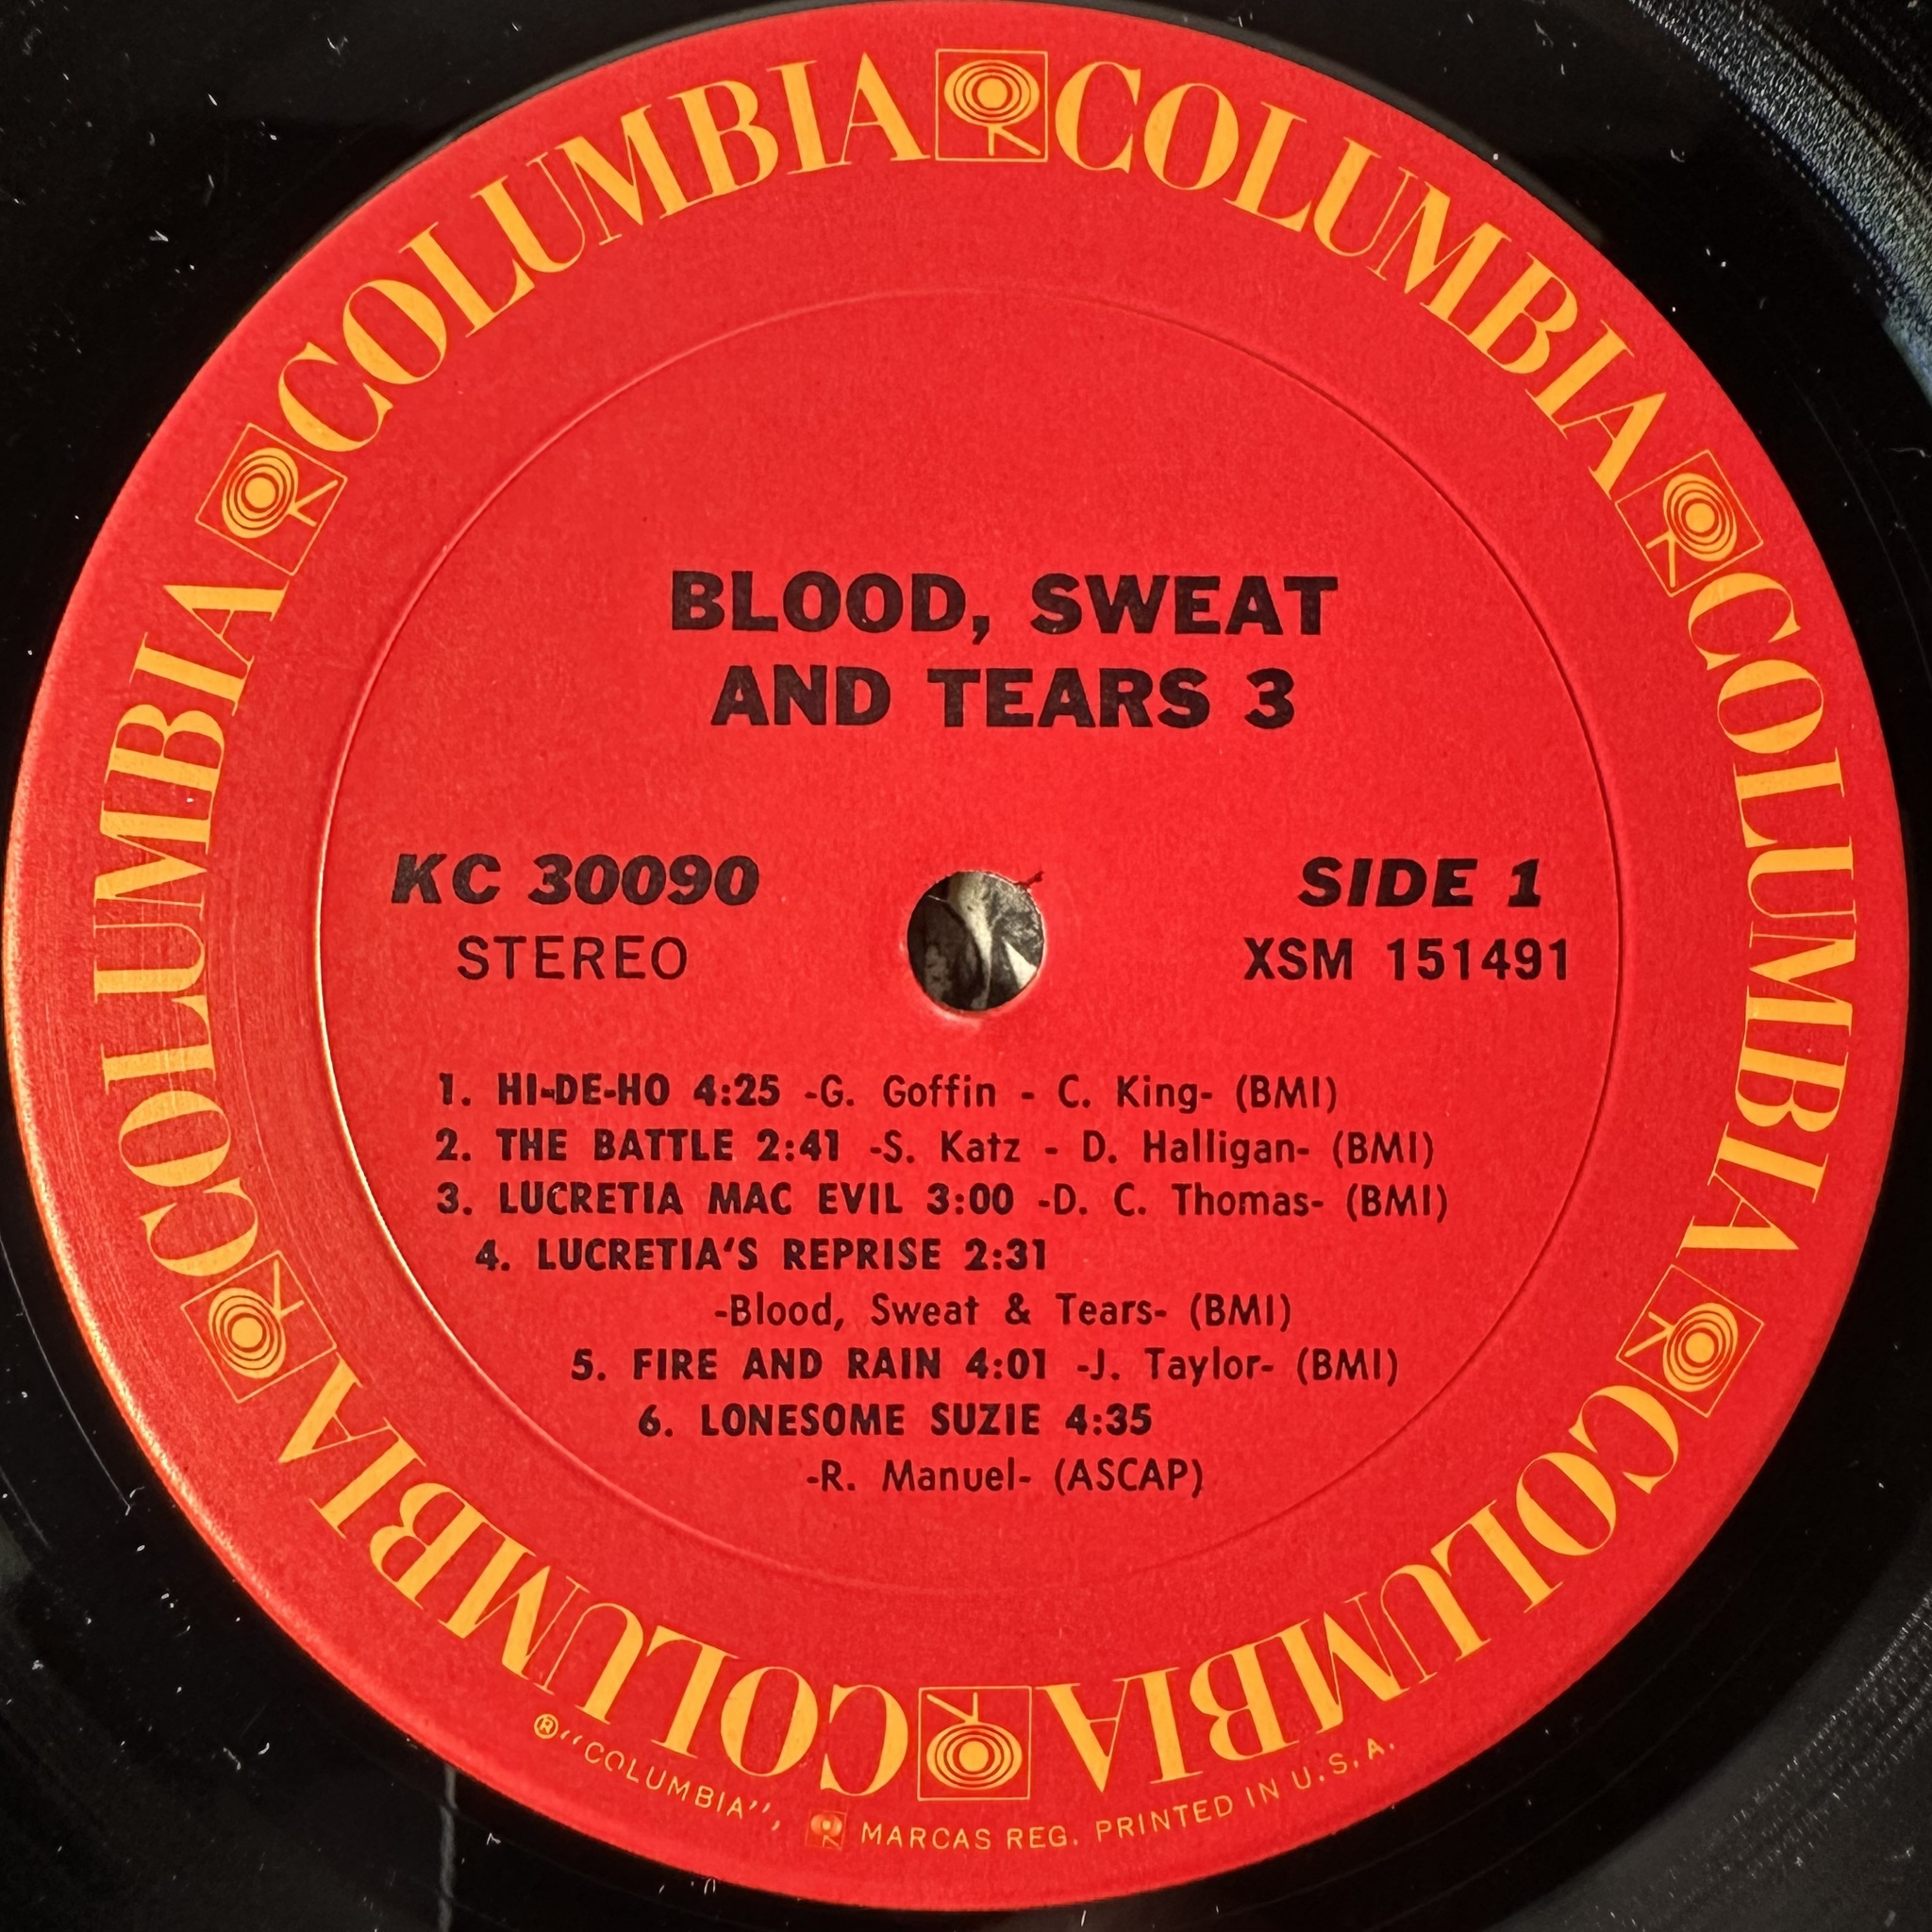 COLUMBIA COLUMBIA COLUMBIA COLUMBIA COLUMBIA COLUMBIA
BLOOD, SWEAT
AND TEARS 3
KC 30090
STEREO
SIDE 1
XSM 151491
1. HI-DE-HO 4:25 -G. Goffin - C. King- (BMI)
2. THE BATTLE 2:41 -S. Katz - D. Halligan- (BMI)
3. LUCRETIA MAC EVIL 3:00 -D. C. Thomas- (BMI)
4. LUCRETIA'S REPRISE 2:31
-Blood, Sweat & Tears- (BMI)
5. FIRE AND RAIN 4:01 -J. Taylor- (BMI)
6. LONESOME SUZIE 4:35
-R. Manuel- (ASCAP)
®"COLUMBIA", MARCAS REG. PRINTED IN U.S.A.